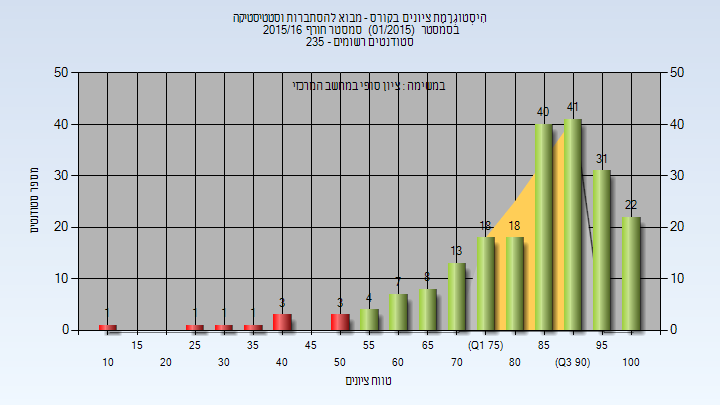 היסטוגרמת ציונים בקורס - מבוא להסתברות וסטטיסטיקה
בסמסטר (01/2015) סמסטר חורף 2015/16
סטודנטים רשומים - 235
במשימה : ציון סופי במחשב המרכזי
מספר סטודנטים
50 50
40 40
30 30
20 20
10 10
0 0
1 1 1 1 3 3 4 7 8 13 18 18 40 41 31 22
15 25 35 45 55 65 (Q1 75) 85 95
10 20 30 40 50 60 70 80 (Q3 90) 100
טווח ציונים